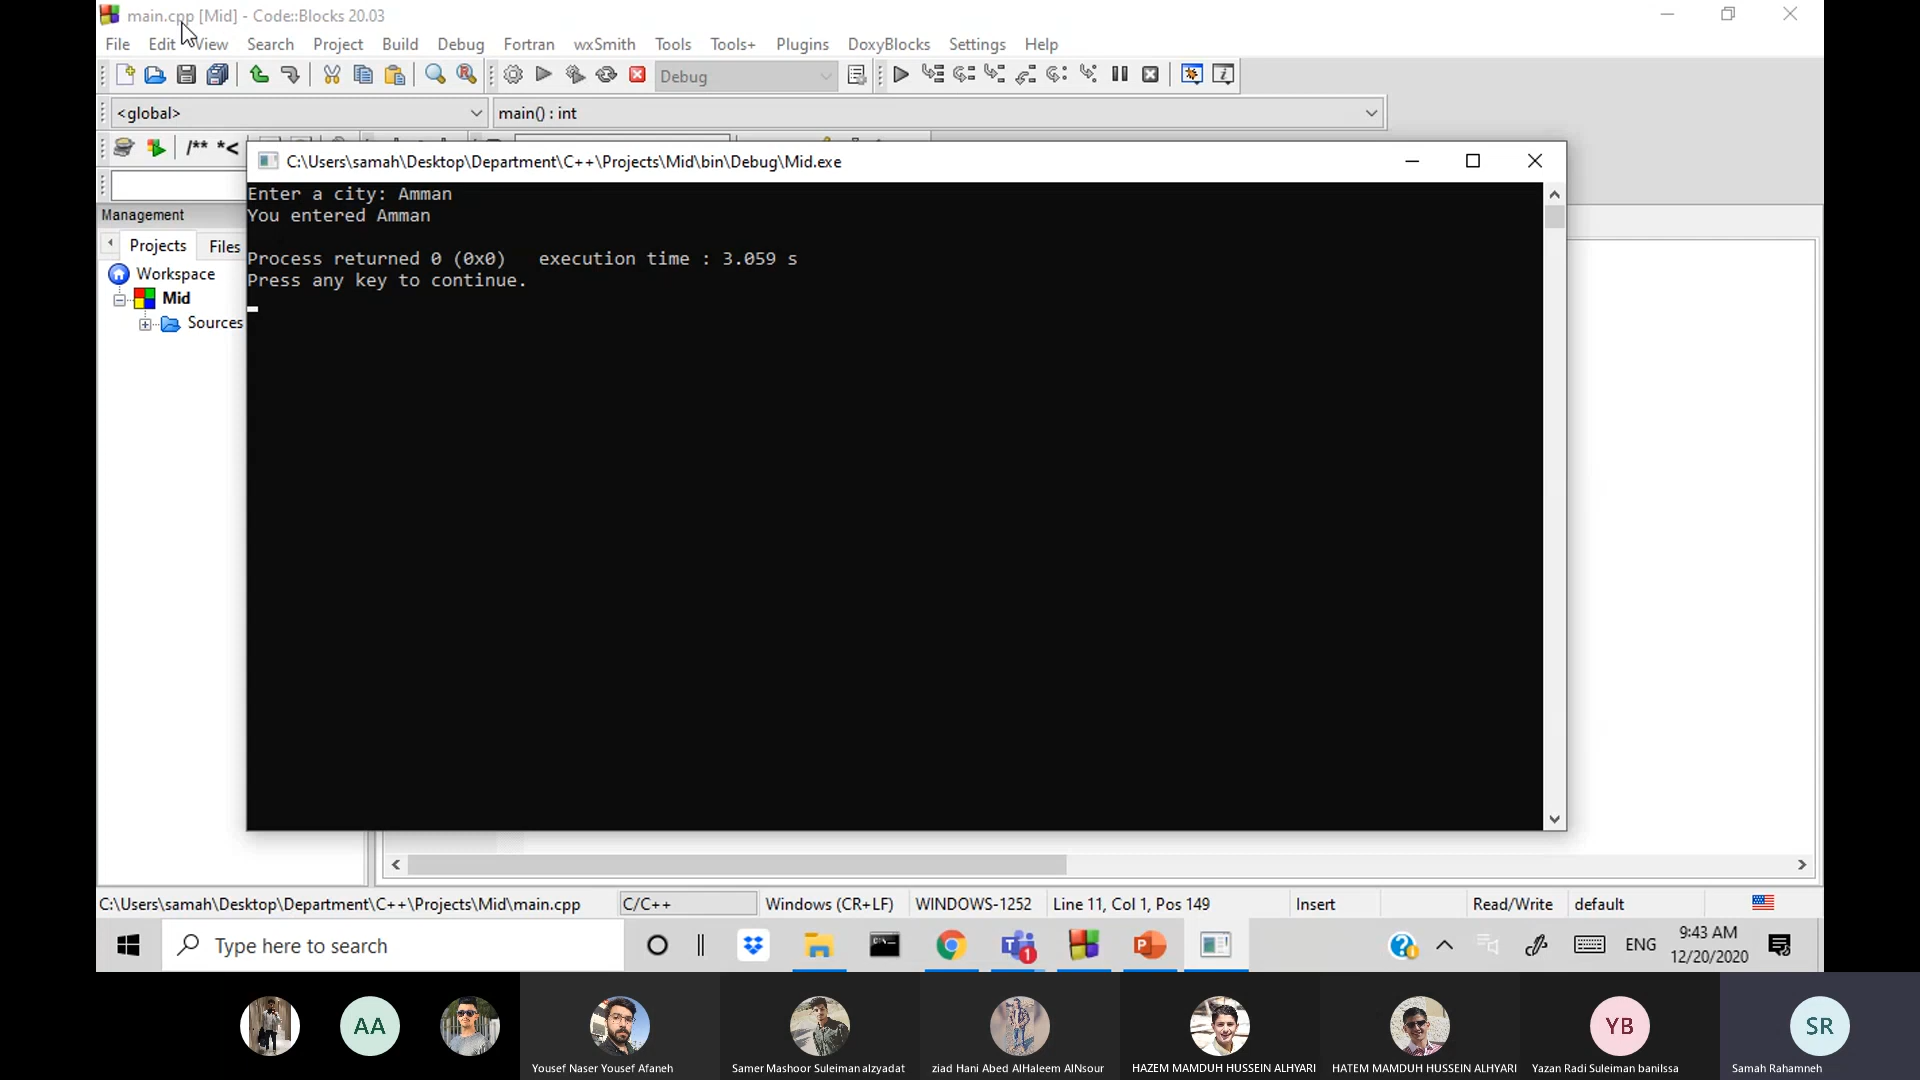 main.cpp [Mid] - Code::Blocks 20.03
File Edit View Search Project Build Debug Fortran wxSmith Tools Tools+ Plugins DoxyBlocks Settings Help
Debug
<global> main() : int
/** *<
C:\Users\samah\Desktop\Department\C++\Projects\Mid\bin\Debug\Mid.exe
Enter a city: Amman
You entered Amman
Process returned 0 (0x0)   execution time : 3.059 s
Press any key to continue.
Management
Projects Files
Workspace
Mid
Sources
C:\Users\samah\Desktop\Department\C++\Projects\Mid\main.cpp C/C++ Windows (CR+LF) WINDOWS-1252 Line 11, Col 1, Pos 149 Insert Read/Write default
Type here to search
1
ENG
9:43 AM
12/20/2020
AA
YB
SR
Yousef Naser Yousef Afaneh
Samer Mashoor Suleiman alzyadat
ziad Hani Abed AlHaleem AlNsour
HAZEM MAMDUH HUSSEIN ALHYARI
HATEM MAMDUH HUSSEIN ALHYARI
Yazan Radi Suleiman baniIssa
Samah Rahamneh